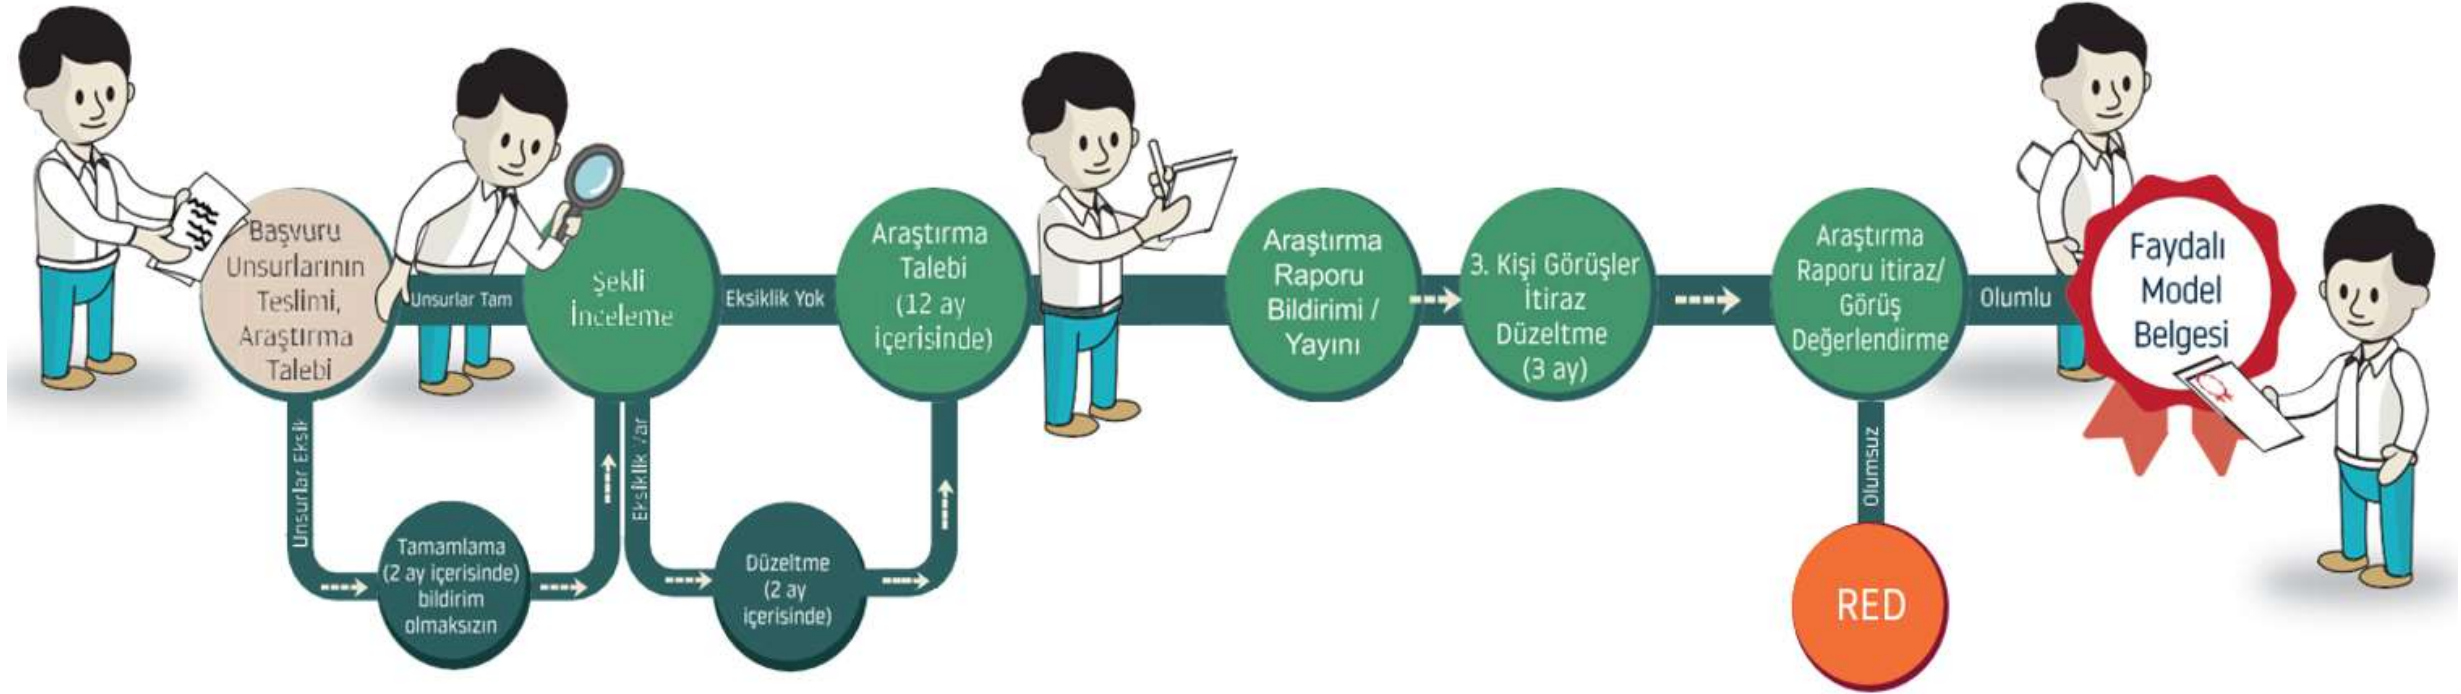 Başvuru
Unsurlarının
Teslimi,
Araştırma
Talebi
Unsurlar Tam
Şekli
İnceleme
Eksiklik Yok
Araştırma
Talebi
(12 ay
içerisinde)
Araştırma
Raporu
Bildirimi /
Yayını
3. Kişi Görüşler
İtiraz
Düzeltme
(3 ay)
Araştırma
Raporu itiraz/
Görüş
Değerlendirme
Olumlu
Faydalı
Model
Belgesi
Unsurlar Eksik
Tamamlama
(2 ay içerisinde)
bildirim
olmaksızın
Eksiklik Var
Düzeltme
(2 ay
içerisinde)
Olumsuz
RED